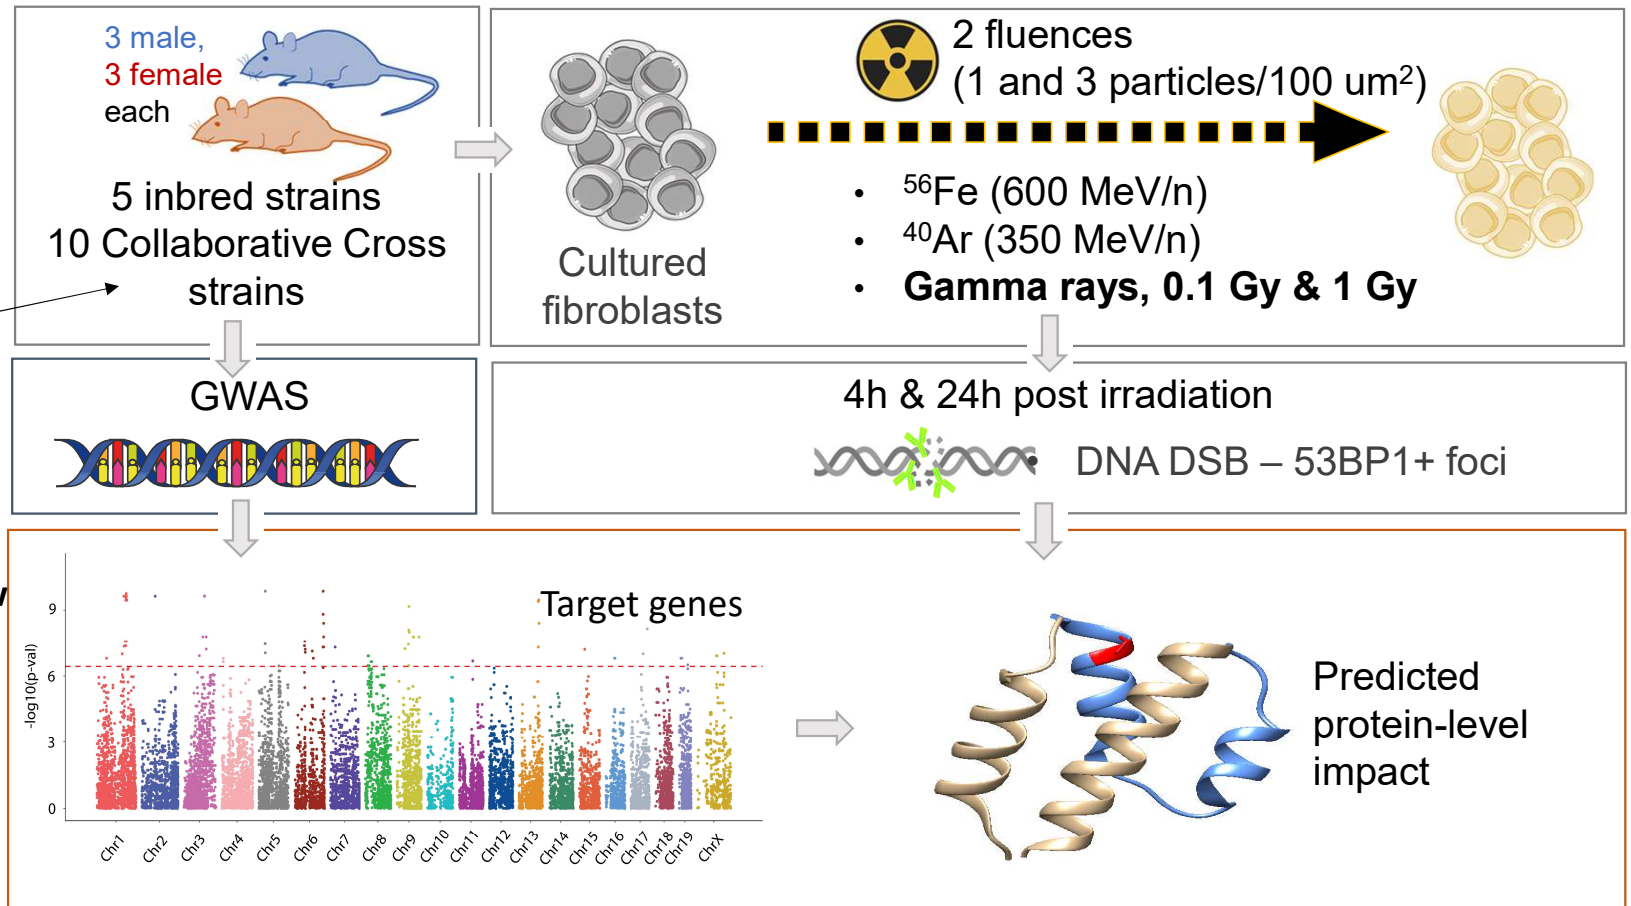 3 male,
3 female
each
5 inbred strains
10 Collaborative Cross
strains
Cultured
fibroblasts
2 fluences
(1 and 3 particles/100 um²)
• ⁵⁶Fe (600 MeV/n)
• ⁴⁰Ar (350 MeV/n)
• Gamma rays, 0.1 Gy & 1 Gy
GWAS
4h & 24h post irradiation
DNA DSB – 53BP1+ foci
Target genes
-log10(p-val)
9
6
3
0
Chr1
Chr2
Chr3
Chr4
Chr5
Chr6
Chr7
Chr8
Chr9
Chr10
Chr11
Chr12
Chr13
Chr14
Chr15
Chr16
Chr17
Chr18
Chr19
ChrX
Predicted
protein-level
impact